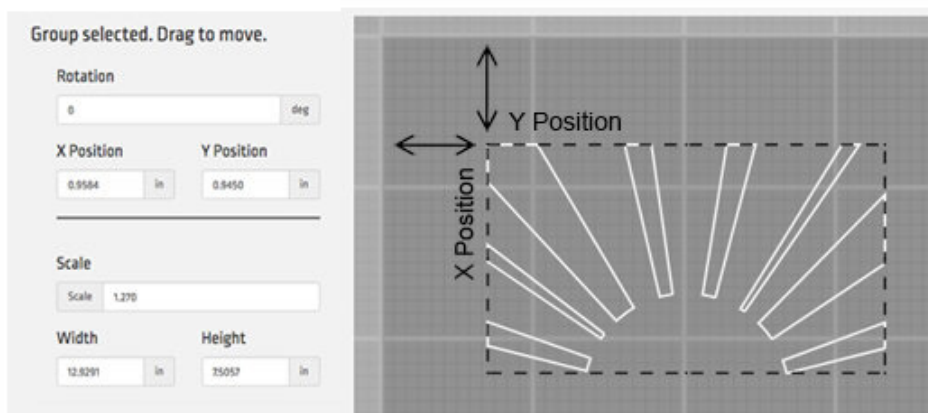 Group selected. Drag to move.
Rotation
0 deg
X Position Y Position
0.9584 in 0.9450 in
Scale
Scale 1.270
Width Height
12.9291 in 7.5057 in
Y Position
X Position